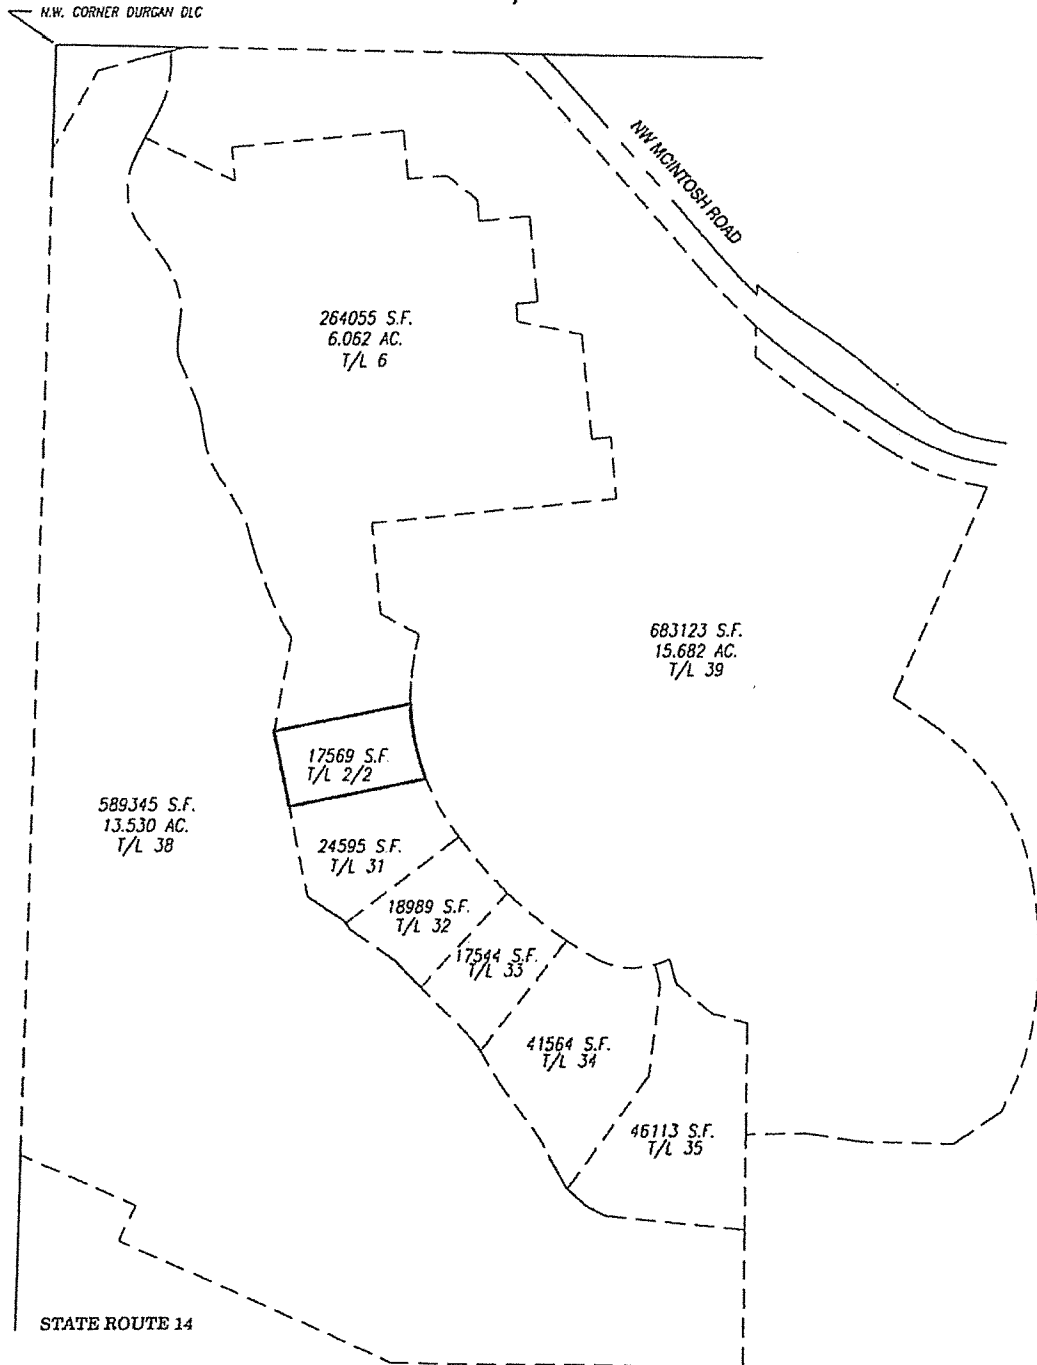 N.W. CORNER DURGAN DLC
NW MCINTOSH ROAD
264055 S.F.
6.062 AC.
T/L 6
683123 S.F.
15.682 AC.
T/L 39
17569 S.F.
T/L 2/2
589345 S.F.
13.530 AC.
T/L 38
24595 S.F.
T/L 31
18989 S.F.
T/L 32
17544 S.F.
T/L 33
41564 S.F.
T/L 34
46113 S.F.
T/L 35
STATE ROUTE 14